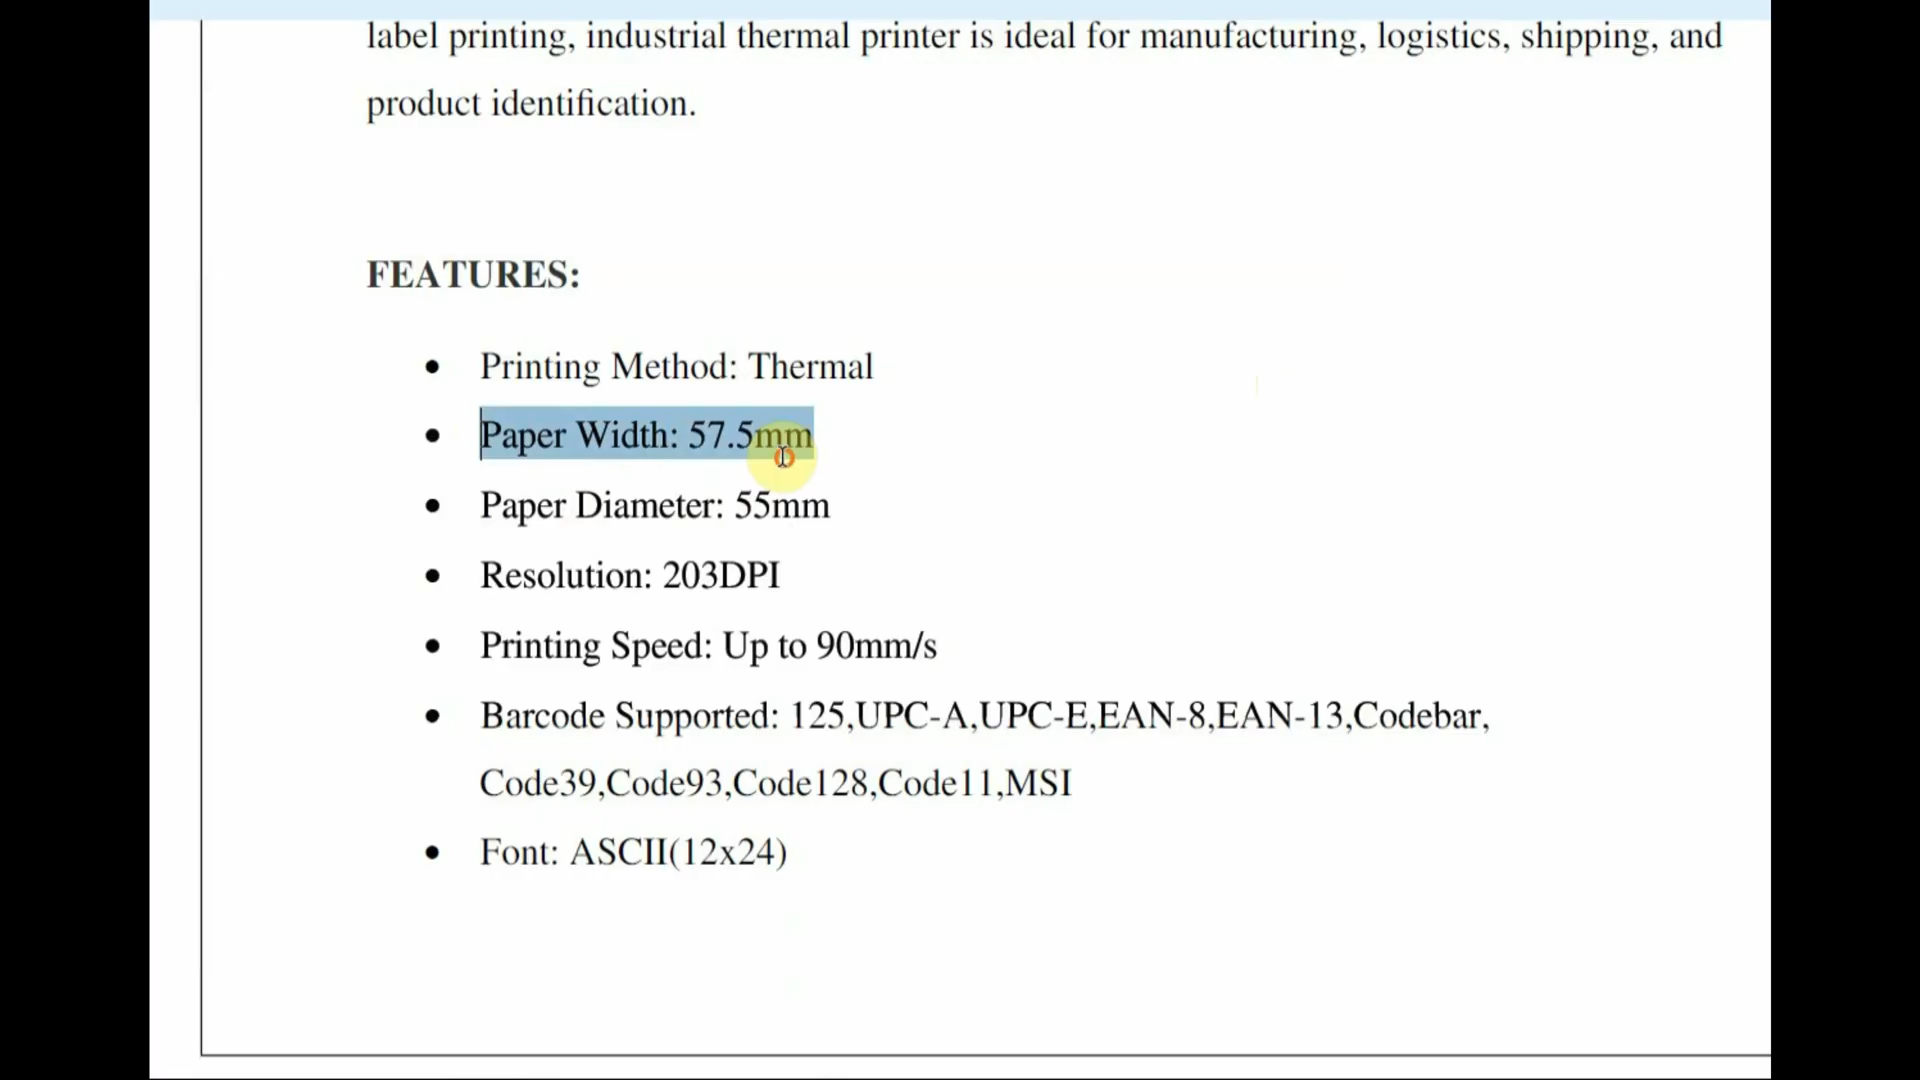 label printing, industrial thermal printer is ideal for manufacturing, logistics, shipping, and
product identification.
FEATURES:
• Printing Method: Thermal
• Paper Width: 57.5mm
• Paper Diameter: 55mm
• Resolution: 203DPI
• Printing Speed: Up to 90mm/s
• Barcode Supported: 125,UPC-A,UPC-E,EAN-8,EAN-13,Codebar,
Code39,Code93,Code128,Code11,MSI
• Font: ASCII(12x24)